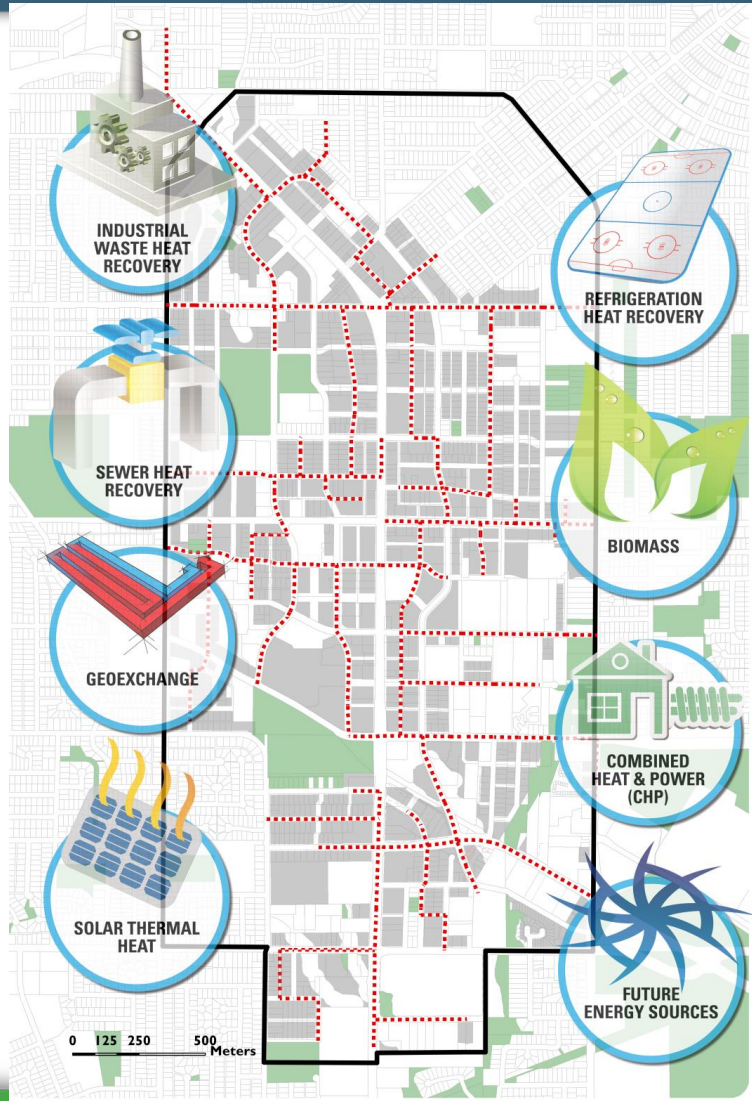 INDUSTRIAL
WASTE HEAT
RECOVERY
REFRIGERATION
HEAT RECOVERY
SEWER HEAT
RECOVERY
BIOMASS
GEOEXCHANGE
COMBINED
HEAT & POWER
(CHP)
SOLAR THERMAL
HEAT
FUTURE
ENERGY SOURCES
0 125 250 500
Meters